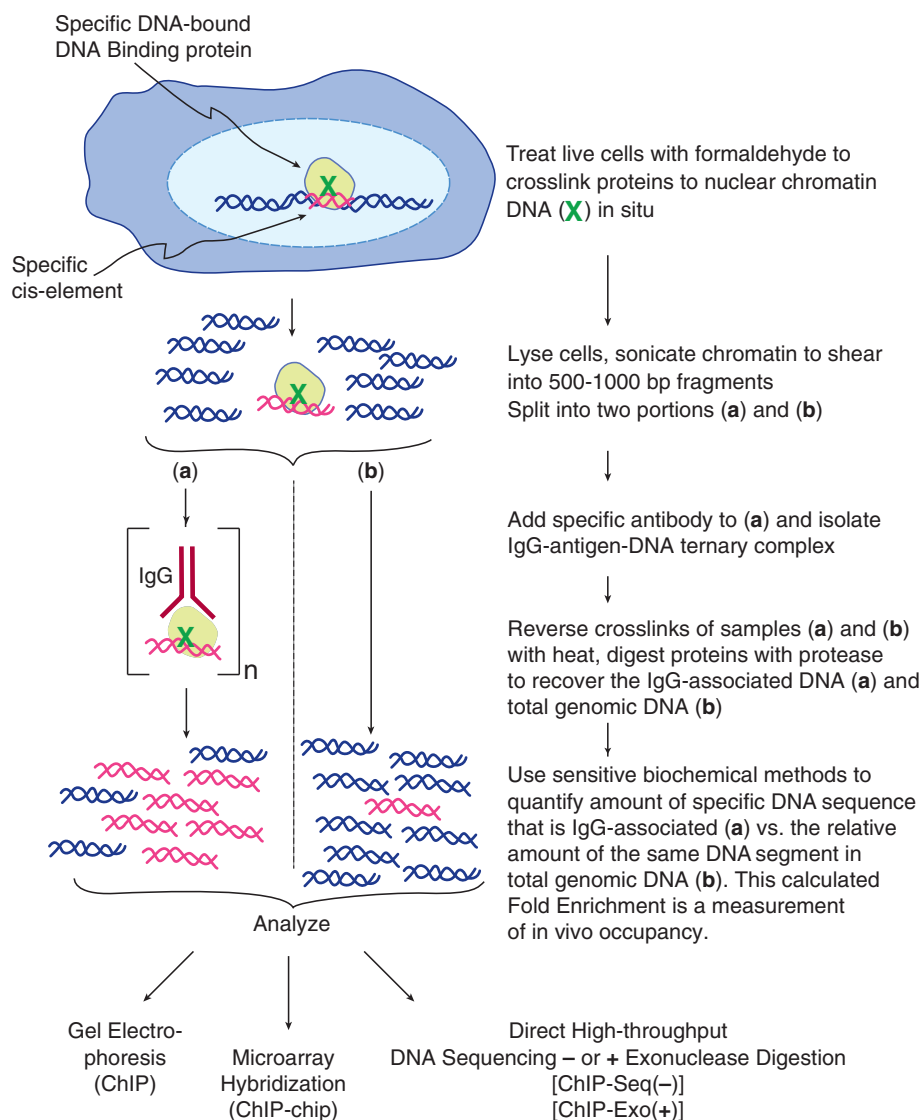 Specific DNA-bound
DNA Binding protein
X
Treat live cells with formaldehyde to
crosslink proteins to nuclear chromatin
DNA (X) in situ
Specific
cis-element
X
Lyse cells, sonicate chromatin to shear
into 500-1000 bp fragments
Split into two portions (a) and (b)
(a)
(b)
Add specific antibody to (a) and isolate
IgG-antigen-DNA ternary complex
IgG
X
n
Reverse crosslinks of samples (a) and (b)
with heat, digest proteins with protease
to recover the IgG-associated DNA (a) and
total genomic DNA (b)
Use sensitive biochemical methods to
quantify amount of specific DNA sequence
that is IgG-associated (a) vs. the relative
amount of the same DNA segment in
total genomic DNA (b). This calculated
Fold Enrichment is a measurement
of in vivo occupancy.
Analyze
Gel Electro-
phoresis
(ChIP)
Microarray
Hybridization
(ChIP-chip)
Direct High-throughput
DNA Sequencing – or + Exonuclease Digestion
[ChIP-Seq(–)]
[ChIP-Exo(+)]